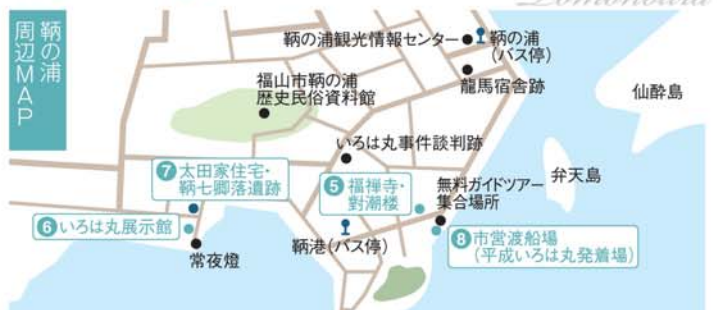 Tomonoura
鞆の浦
周辺MAP
鞆の浦観光情報センター
鞆の浦
(バス停)
龍馬宿舎跡
仙酔島
福山市鞆の浦
歴史民俗資料館
いろは丸事件談判跡
弁天島
7 太田家住宅・
鞆七卿落遺跡
5 福禅寺・
對潮楼
無料ガイドツアー
集合場所
6 いろは丸展示館
常夜燈
鞆港(バス停)
8 市営渡船場
(平成いろは丸発着場)